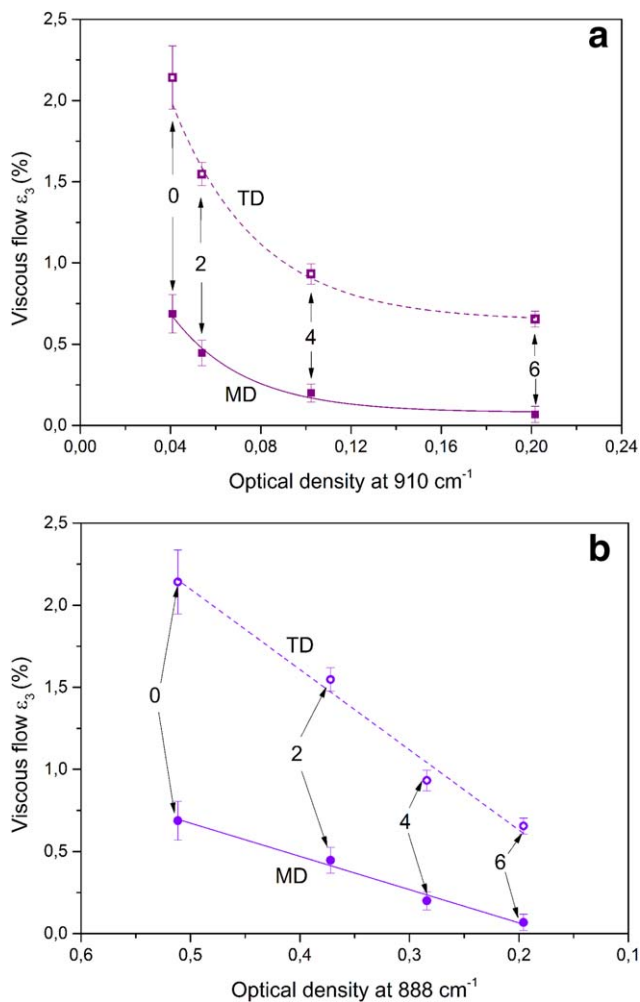 a
2,5
2,0
1,5
1,0
0,5
0,0
Viscous flow ε3 (%)
0
2
4
6
TD
MD
0,00 0,04 0,08 0,12 0,16 0,20 0,24
Optical density at 910 cm-1
b
2,5
2,0
1,5
1,0
0,5
0,0
Viscous flow ε3 (%)
TD
0
2
4
6
MD
0,6 0,5 0,4 0,3 0,2 0,1
Optical density at 888 cm-1